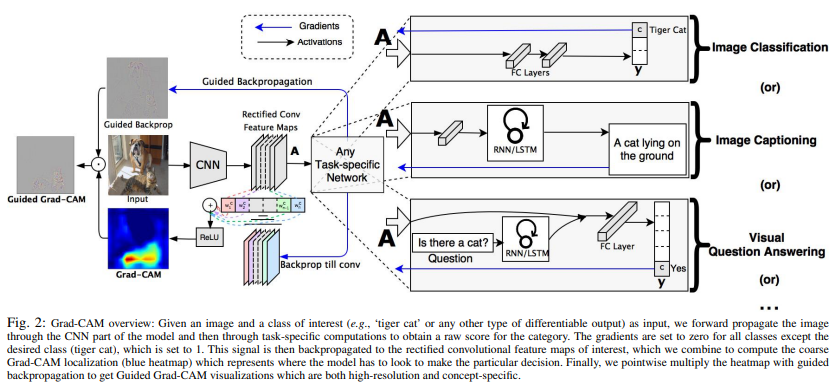 Gradients
Activations
Guided Backpropagation
Guided Backprop
Input
CNN
Rectified Conv
Feature Maps
A
Any
Task-specific
Network
Guided Grad-CAM
Grad-CAM
+
ReLU
Backprop till conv
A
FC Layers
c Tiger Cat
y
Image Classification
(or)
A
RNN/LSTM
A cat lying on
the ground
Image Captioning
(or)
A
Is there a cat?
Question
RNN/LSTM
FC Layer
c Yes
y
Visual
Question Answering
(or)
...
Fig. 2: Grad-CAM overview: Given an image and a class of interest (e.g., ‘tiger cat’ or any other type of differentiable output) as input, we forward propagate the image
through the CNN part of the model and then through task-specific computations to obtain a raw score for the category. The gradients are set to zero for all classes except the
desired class (tiger cat), which is set to 1. This signal is then backpropagated to the rectified convolutional feature maps of interest, which we combine to compute the coarse
Grad-CAM localization (blue heatmap) which represents where the model has to look to make the particular decision. Finally, we pointwise multiply the heatmap with guided
backpropagation to get Guided Grad-CAM visualizations which are both high-resolution and concept-specific.